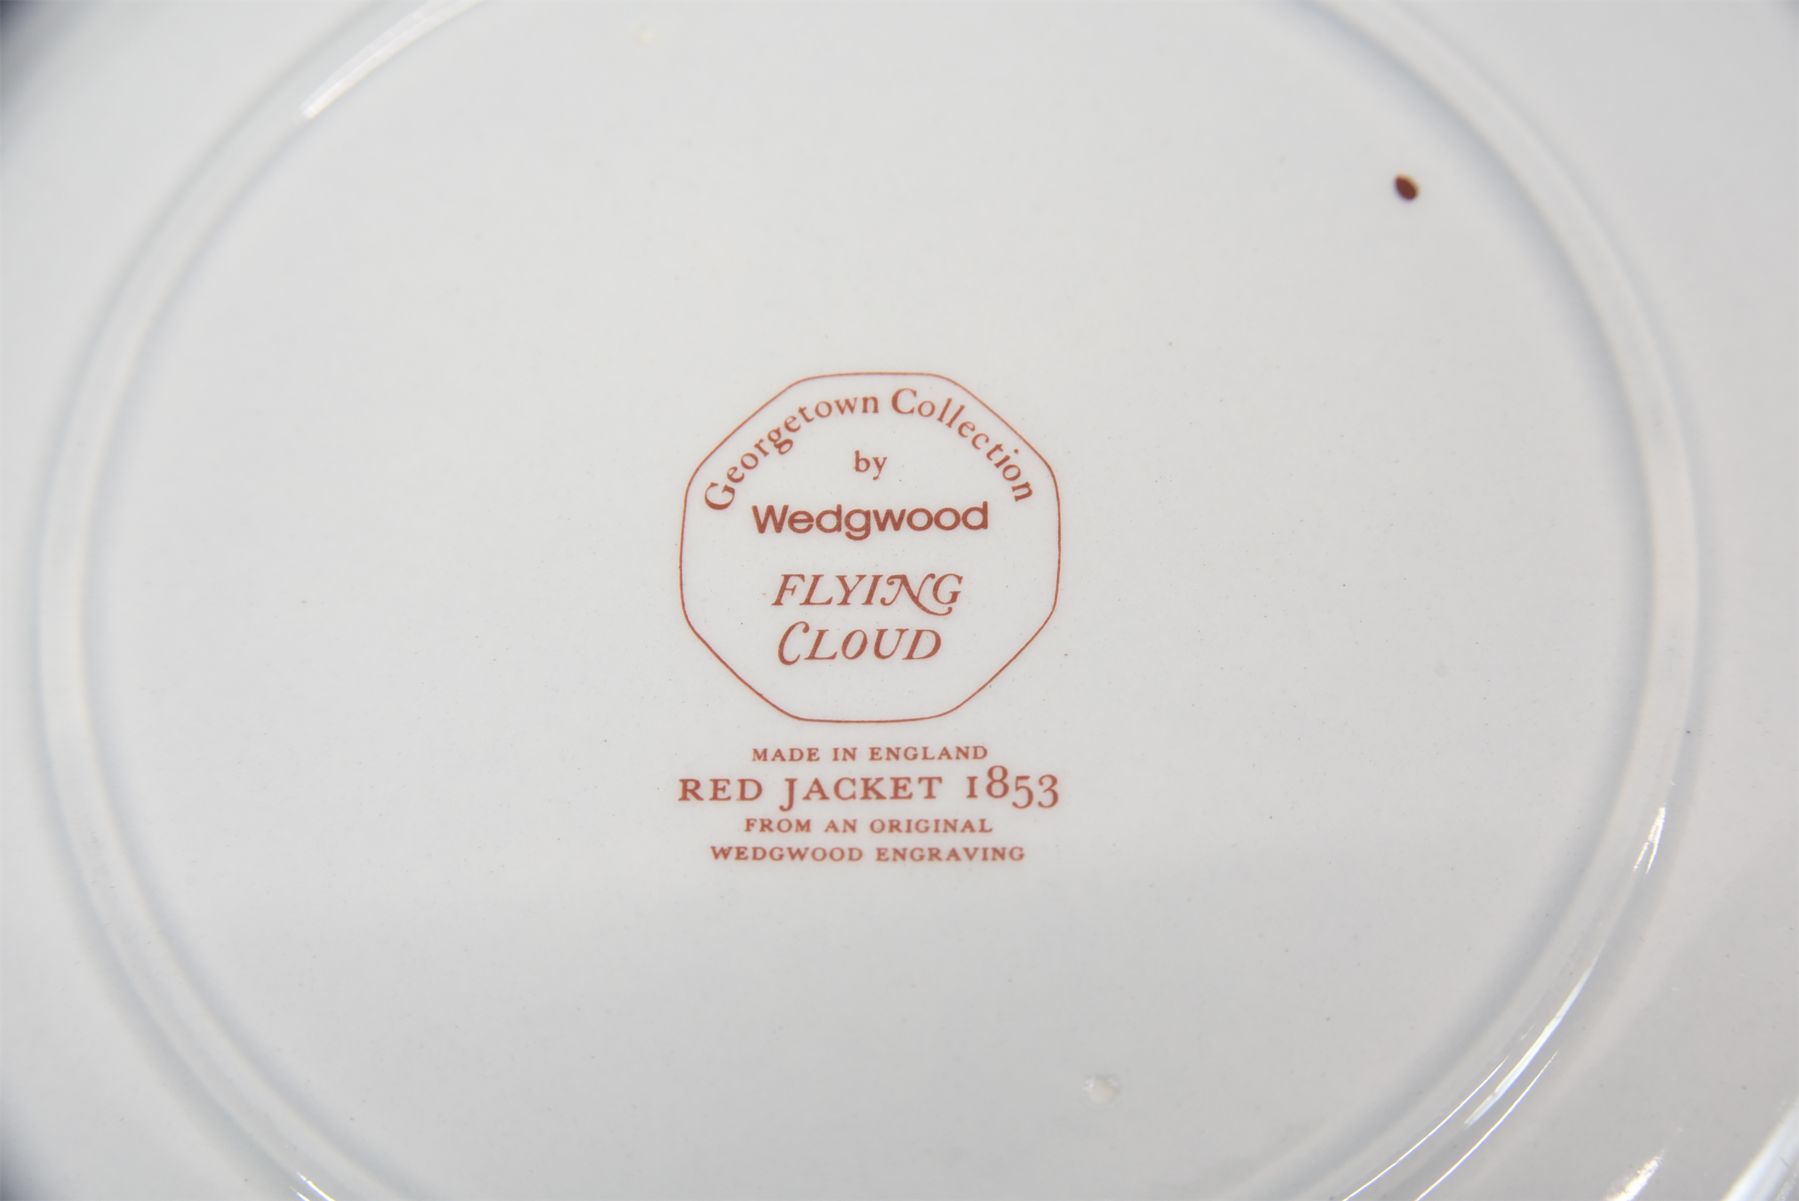 Georgetown Collection
by
Wedgwood
FLYING
CLOUD
MADE IN ENGLAND
RED JACKET 1853
FROM AN ORIGINAL
WEDGWOOD ENGRAVING